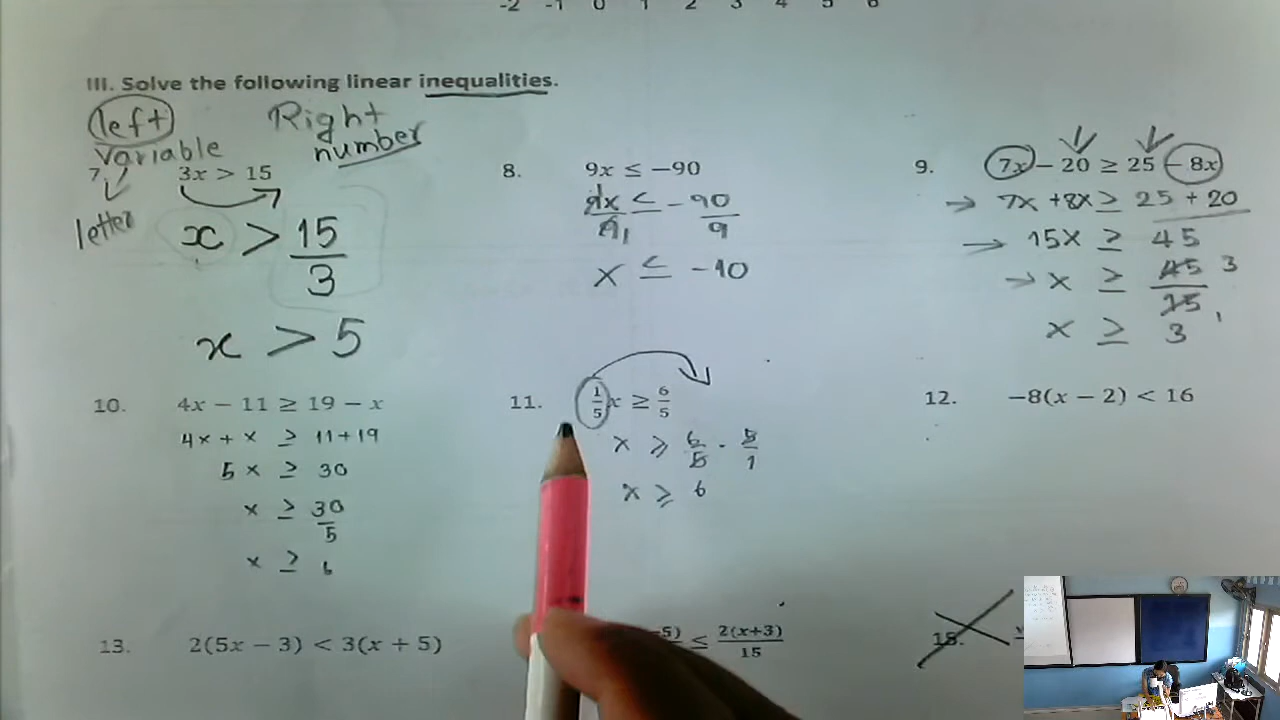 -2 -1 0 1 2 3 4 5 6
III. Solve the following linear inequalities.
left Right
variable number
7 3x > 15
letter
x > 15/3
x > 5
8. 9x ≤ −90
9x/9 1 ≤ −90/9
x ≤ −10
9. 7x − 20 ≥ 25 − 8x
→ 7x + 8x ≥ 25 + 20
→ 15x ≥ 45
→ x ≥ 45/15 3 1
x ≥ 3
10. 4x − 11 ≥ 19 − x
4x + x ≥ 11 + 19
5x ≥ 30
x ≥ 30/5
x ≥ 6
11. 1/5 x ≥ 6/5
x ≥ 6/5 · 5/1
x ≥ 6
12. −8(x − 2) < 16
13. 2(5x − 3) < 3(x + 5)
−5) ≤ 2(x+3)/15
15.